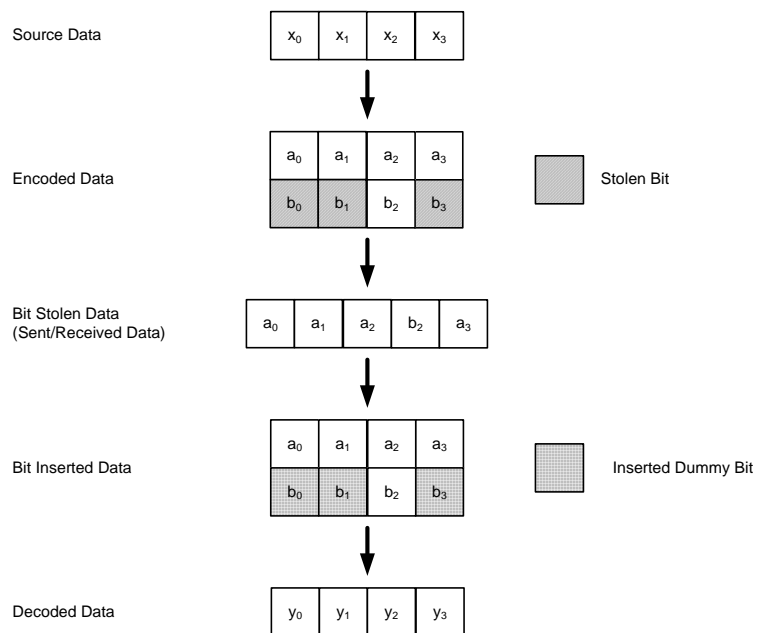 Source Data
x0 x1 x2 x3
a0 a1 a2 a3
Encoded Data
b0 b1 b2 b3
Stolen Bit
Bit Stolen Data
(Sent/Received Data)
a0 a1 a2 b2 a3
a0 a1 a2 a3
Bit Inserted Data
b0 b1 b2 b3
Inserted Dummy Bit
Decoded Data
y0 y1 y2 y3